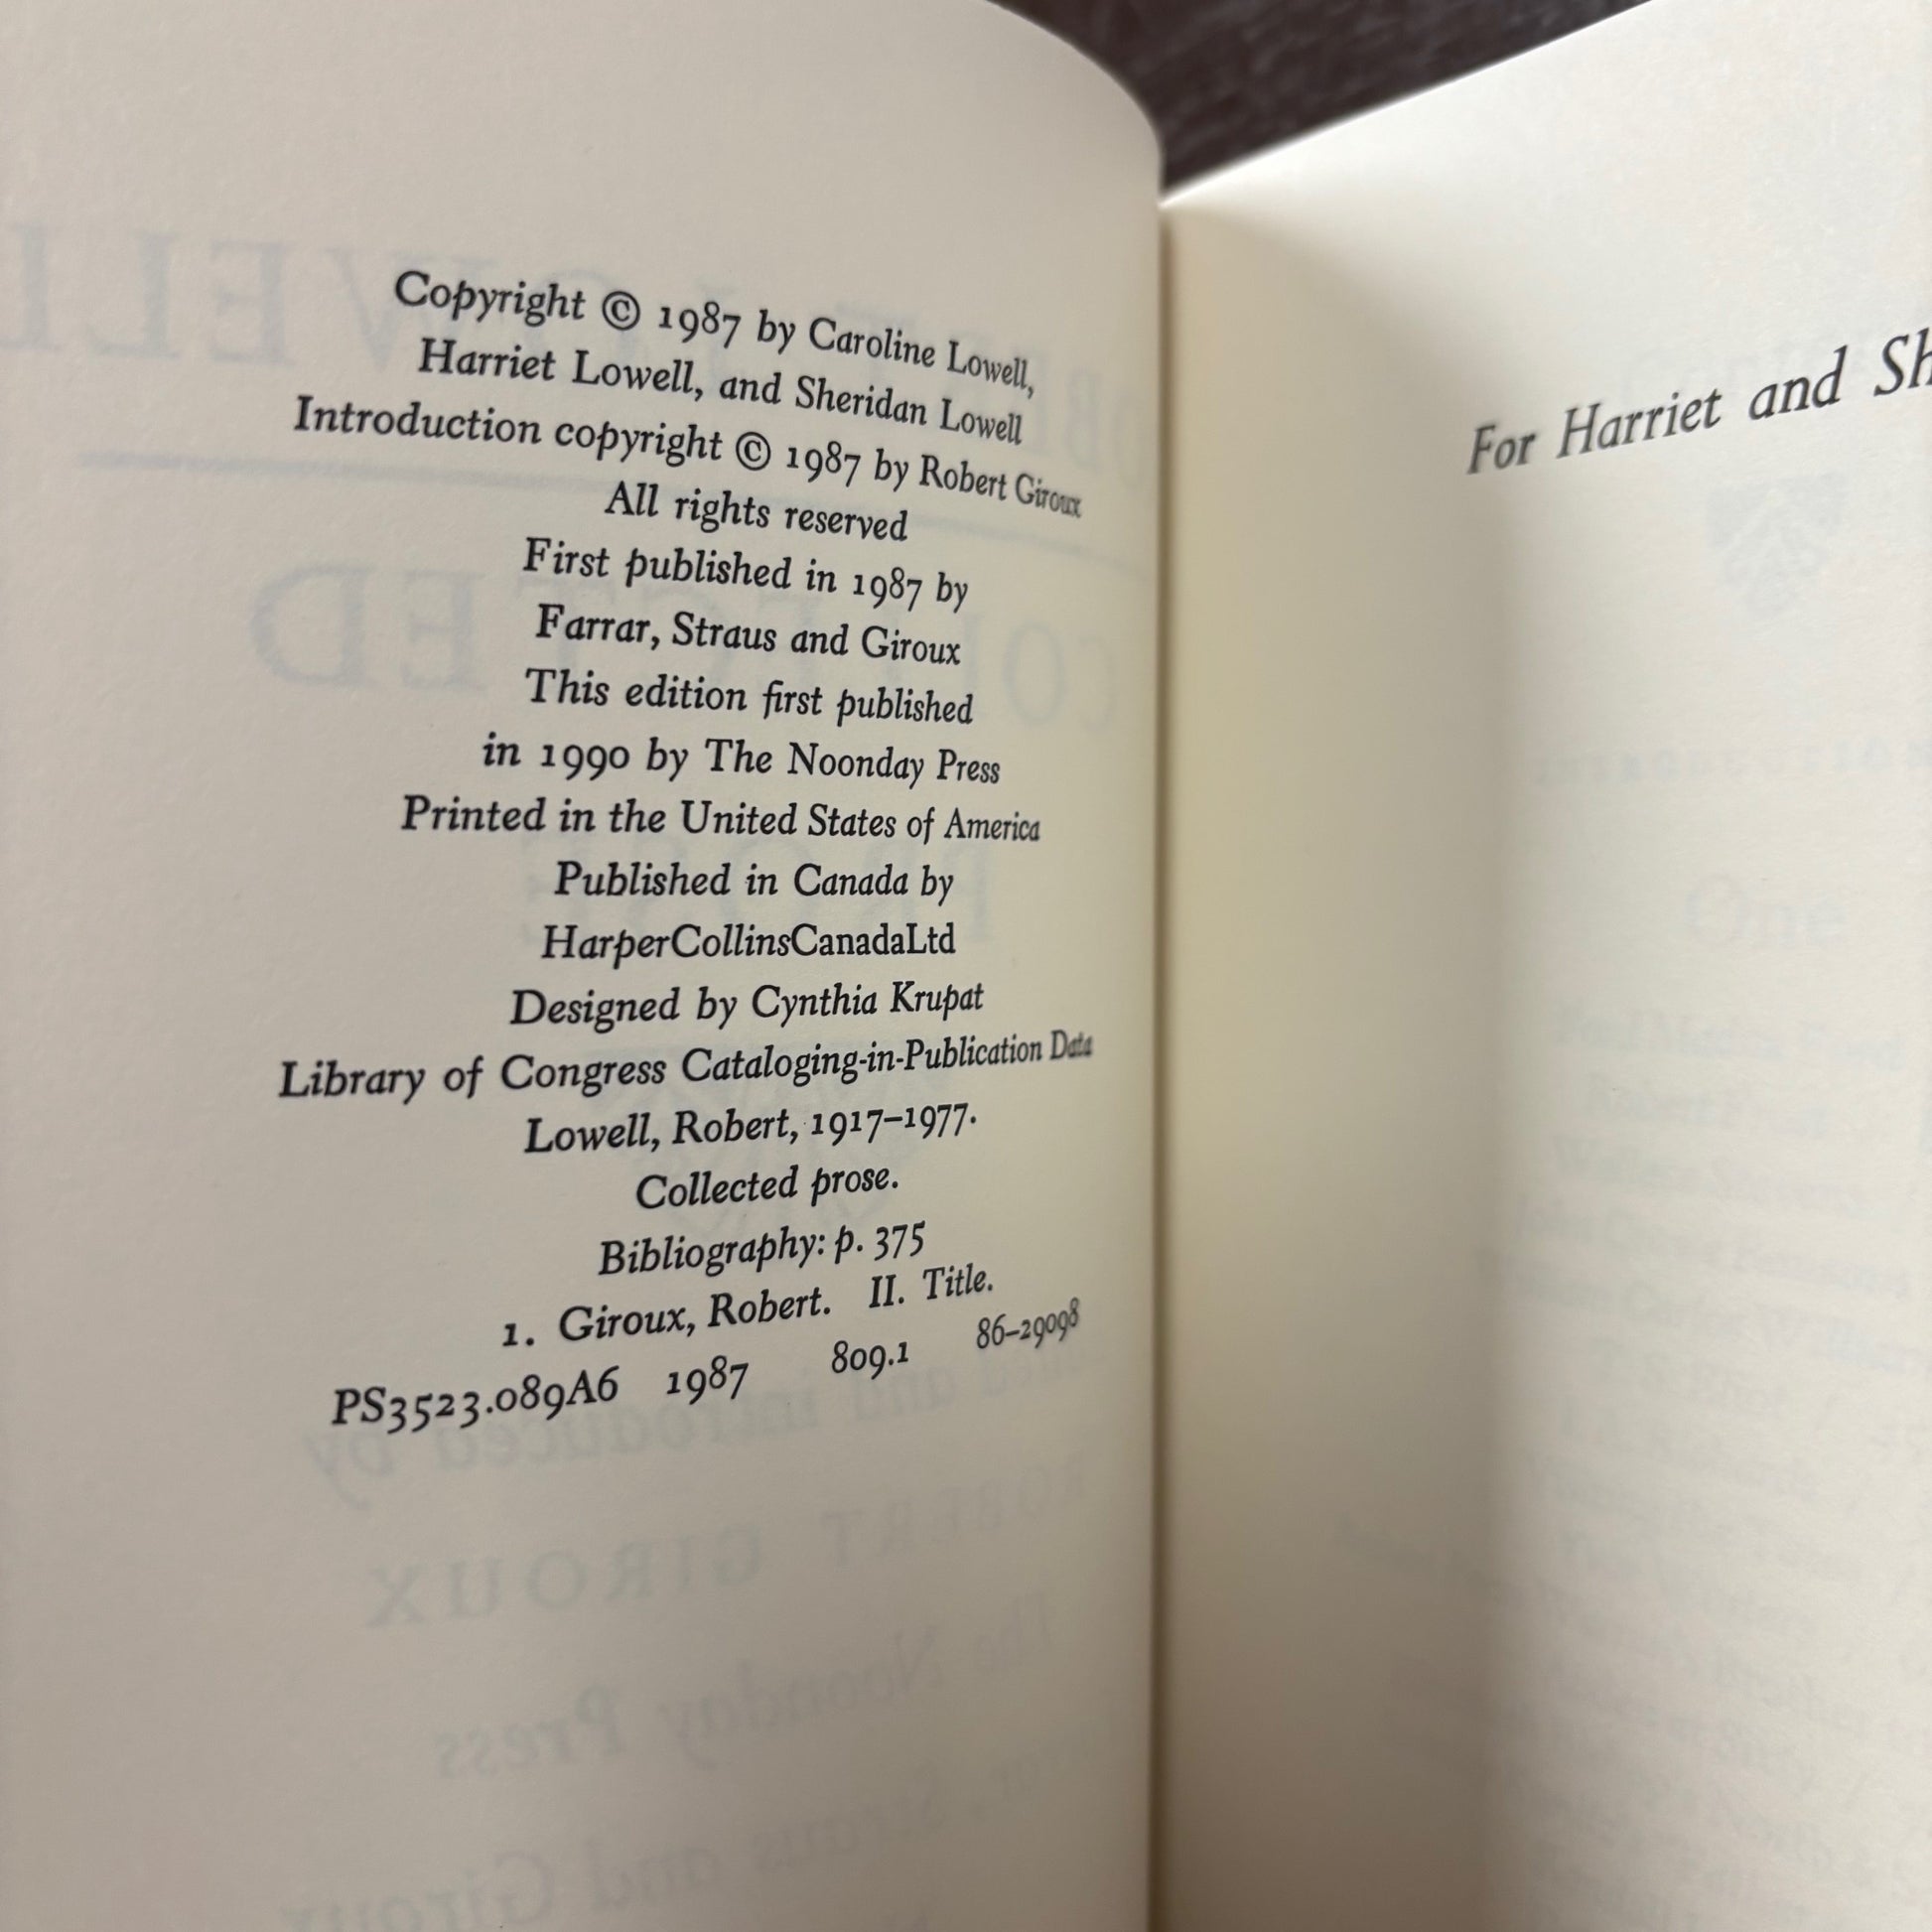 Copyright © 1987 by Caroline Lowell,
Harriet Lowell, and Sheridan Lowell
Introduction copyright © 1987 by Robert Giroux
All rights reserved
First published in 1987 by
Farrar, Straus and Giroux
This edition first published
in 1990 by The Noonday Press
Printed in the United States of America
Published in Canada by
HarperCollinsCanadaLtd
Designed by Cynthia Krupat
Library of Congress Cataloging-in-Publication Data
Lowell, Robert, 1917–1977.
Collected prose.
Bibliography: p. 375
1. Giroux, Robert. II. Title.
PS3523.o89A6 1987 809.1 86–29098
For Harriet and Sh